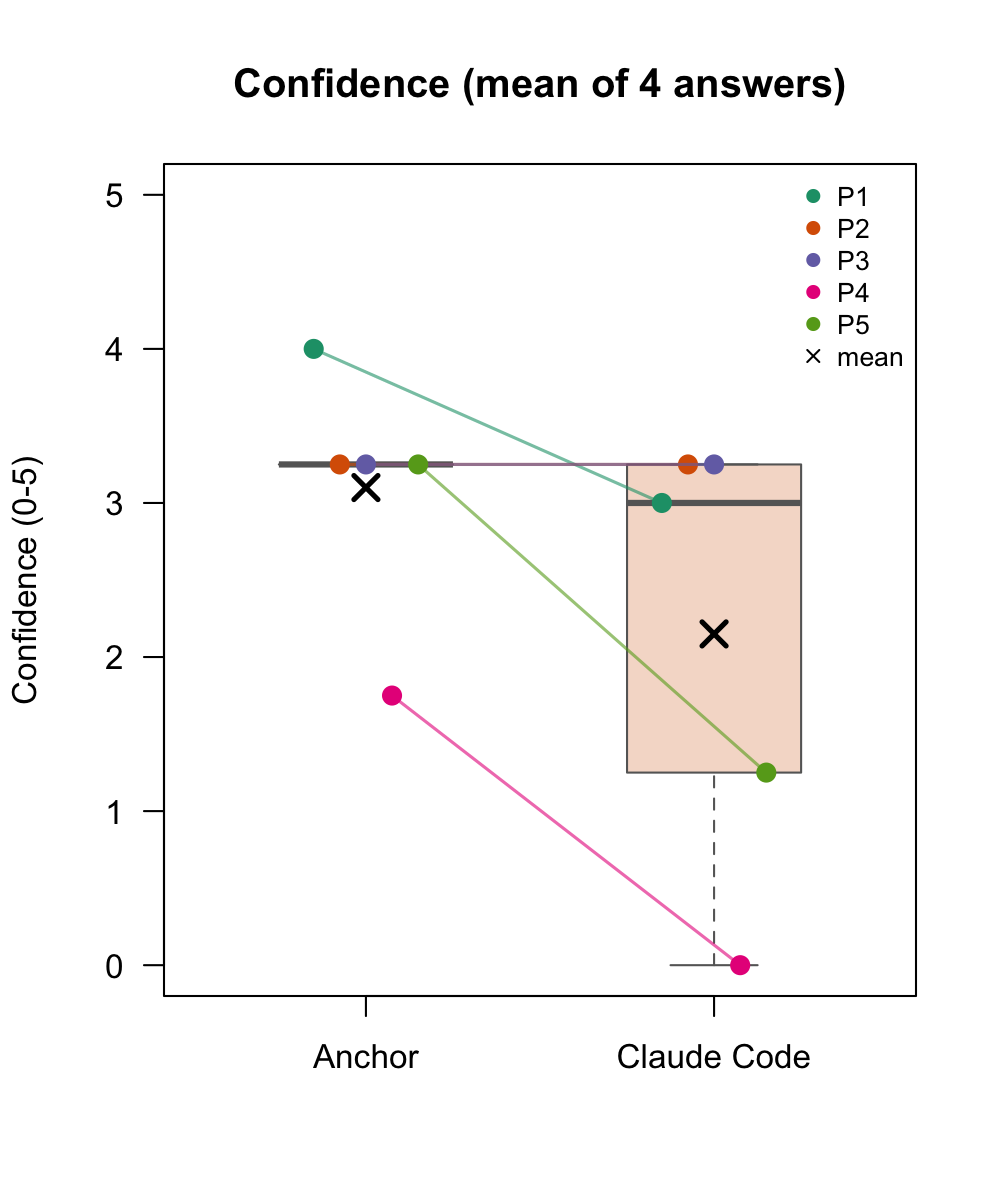 Confidence (mean of 4 answers)
Confidence (0-5)
5
4
3
2
1
0
P1
P2
P3
P4
P5
mean
Anchor
Claude Code